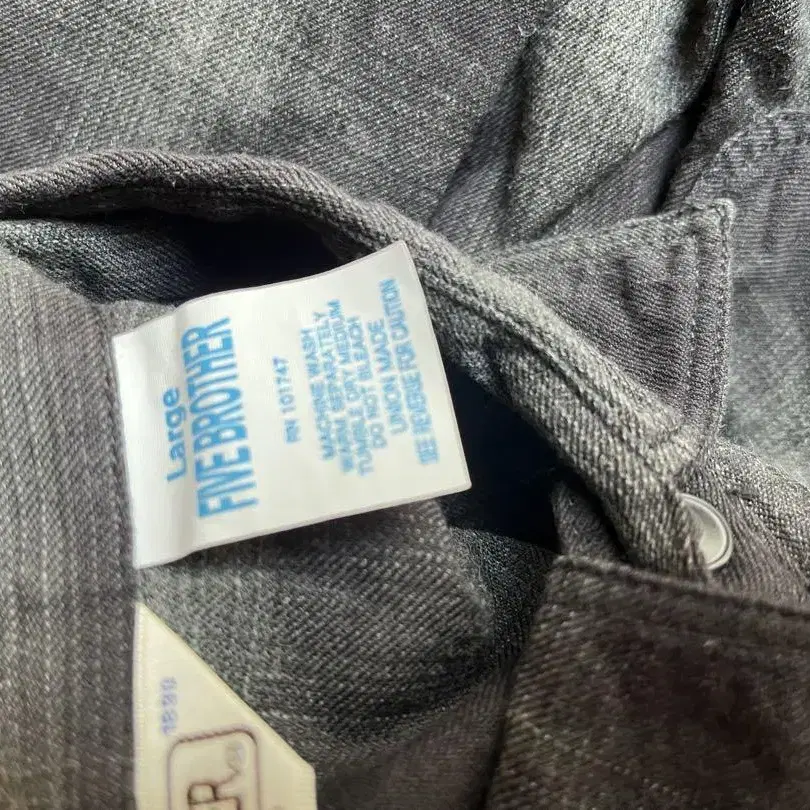 Large
FIVE BROTHER
RN 101747
MACHINE WASH
WARM SEPARATELY
TUMBLE DRY MEDIUM
DO NOT BLEACH
UNION MADE
SEE REVERSE FOR CAUTION
1890